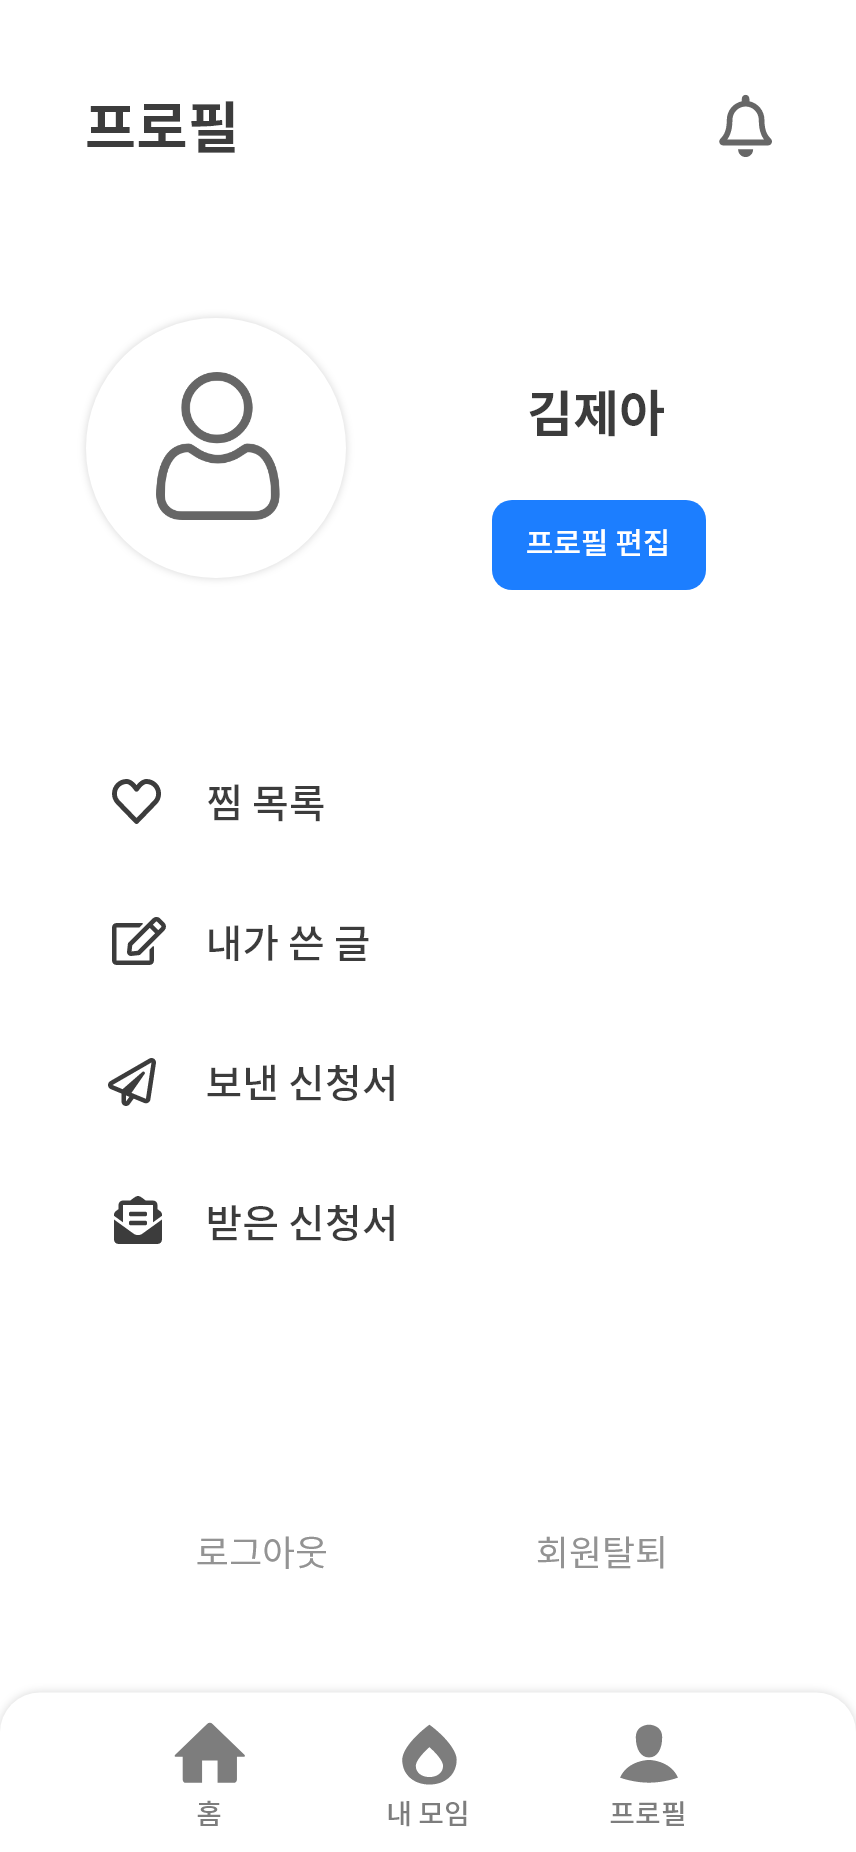 프로필
김제아
프로필 편집
찜 목록
내가 쓴 글
보낸 신청서
받은 신청서
로그아웃 회원탈퇴
홈 내 모임 프로필